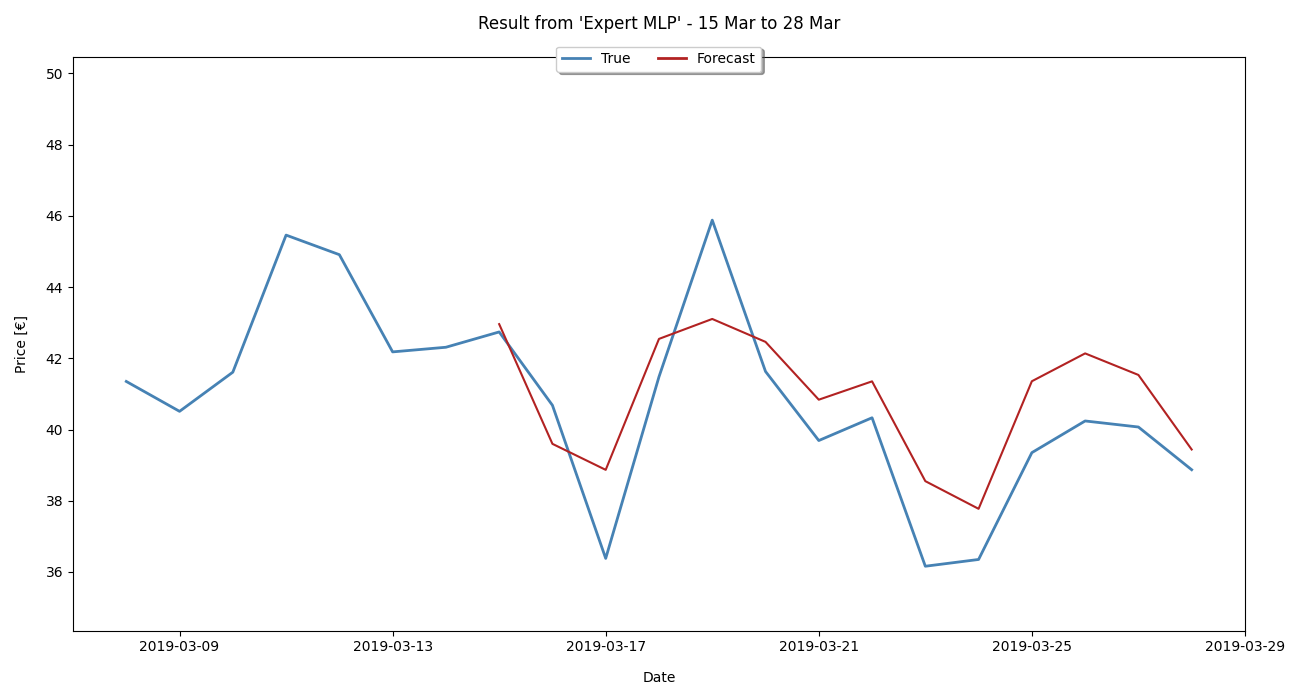 Result from 'Expert MLP' - 15 Mar to 28 Mar
True Forecast
50
48
46
44
42
40
38
36
Price [€]
2019-03-09 2019-03-13 2019-03-17 2019-03-21 2019-03-25 2019-03-29
Date